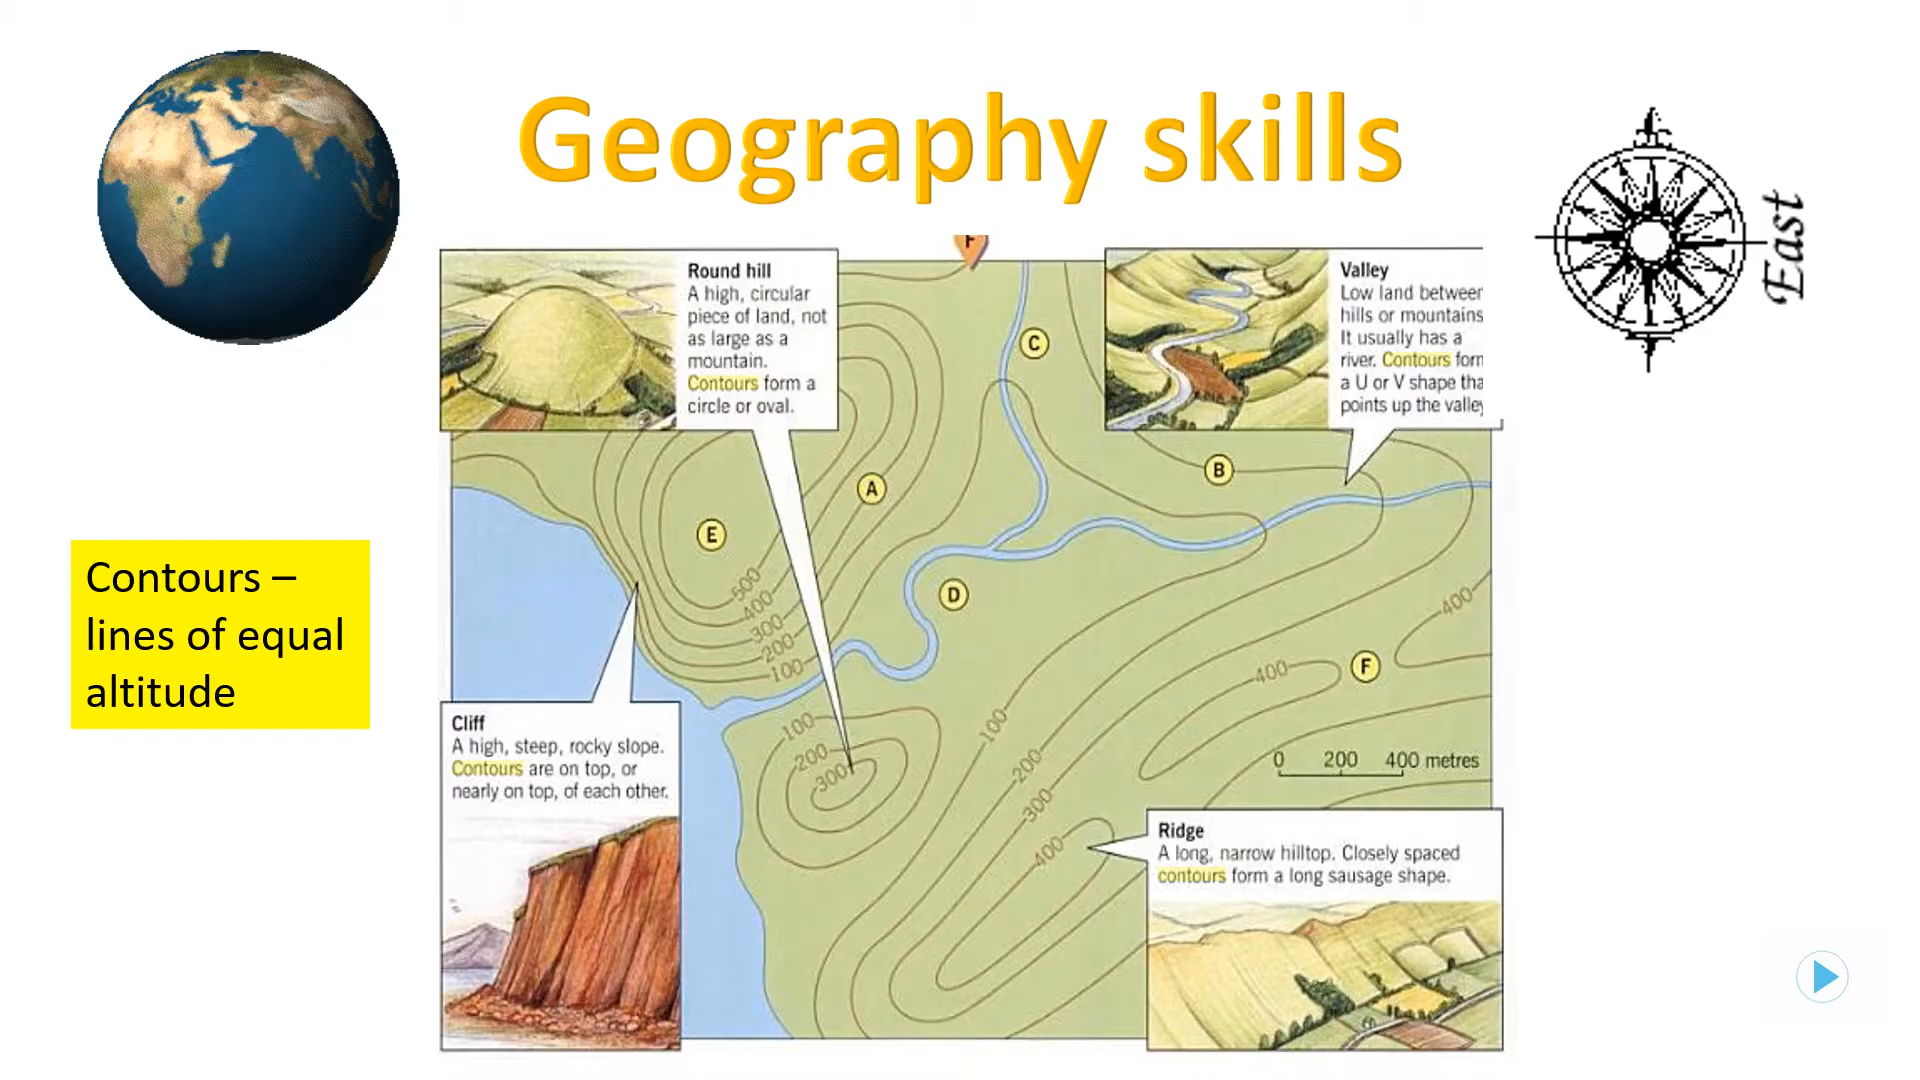 Geography skills
East
F
Round hill
A high, circular
piece of land, not
as large as a
mountain.
Contours form a
circle or oval.
Valley
Low land between
hills or mountains
It usually has a
river. Contours form
a U or V shape tha
points up the valley
C
B
A
E
D
F
500
400
300
200
100
100
200
300
100
200
300
400
400
400
0 200 400 metres
Contours –
lines of equal
altitude
Cliff
A high, steep, rocky slope.
Contours are on top, or
nearly on top, of each other.
Ridge
A long, narrow hilltop. Closely spaced
contours form a long sausage shape.